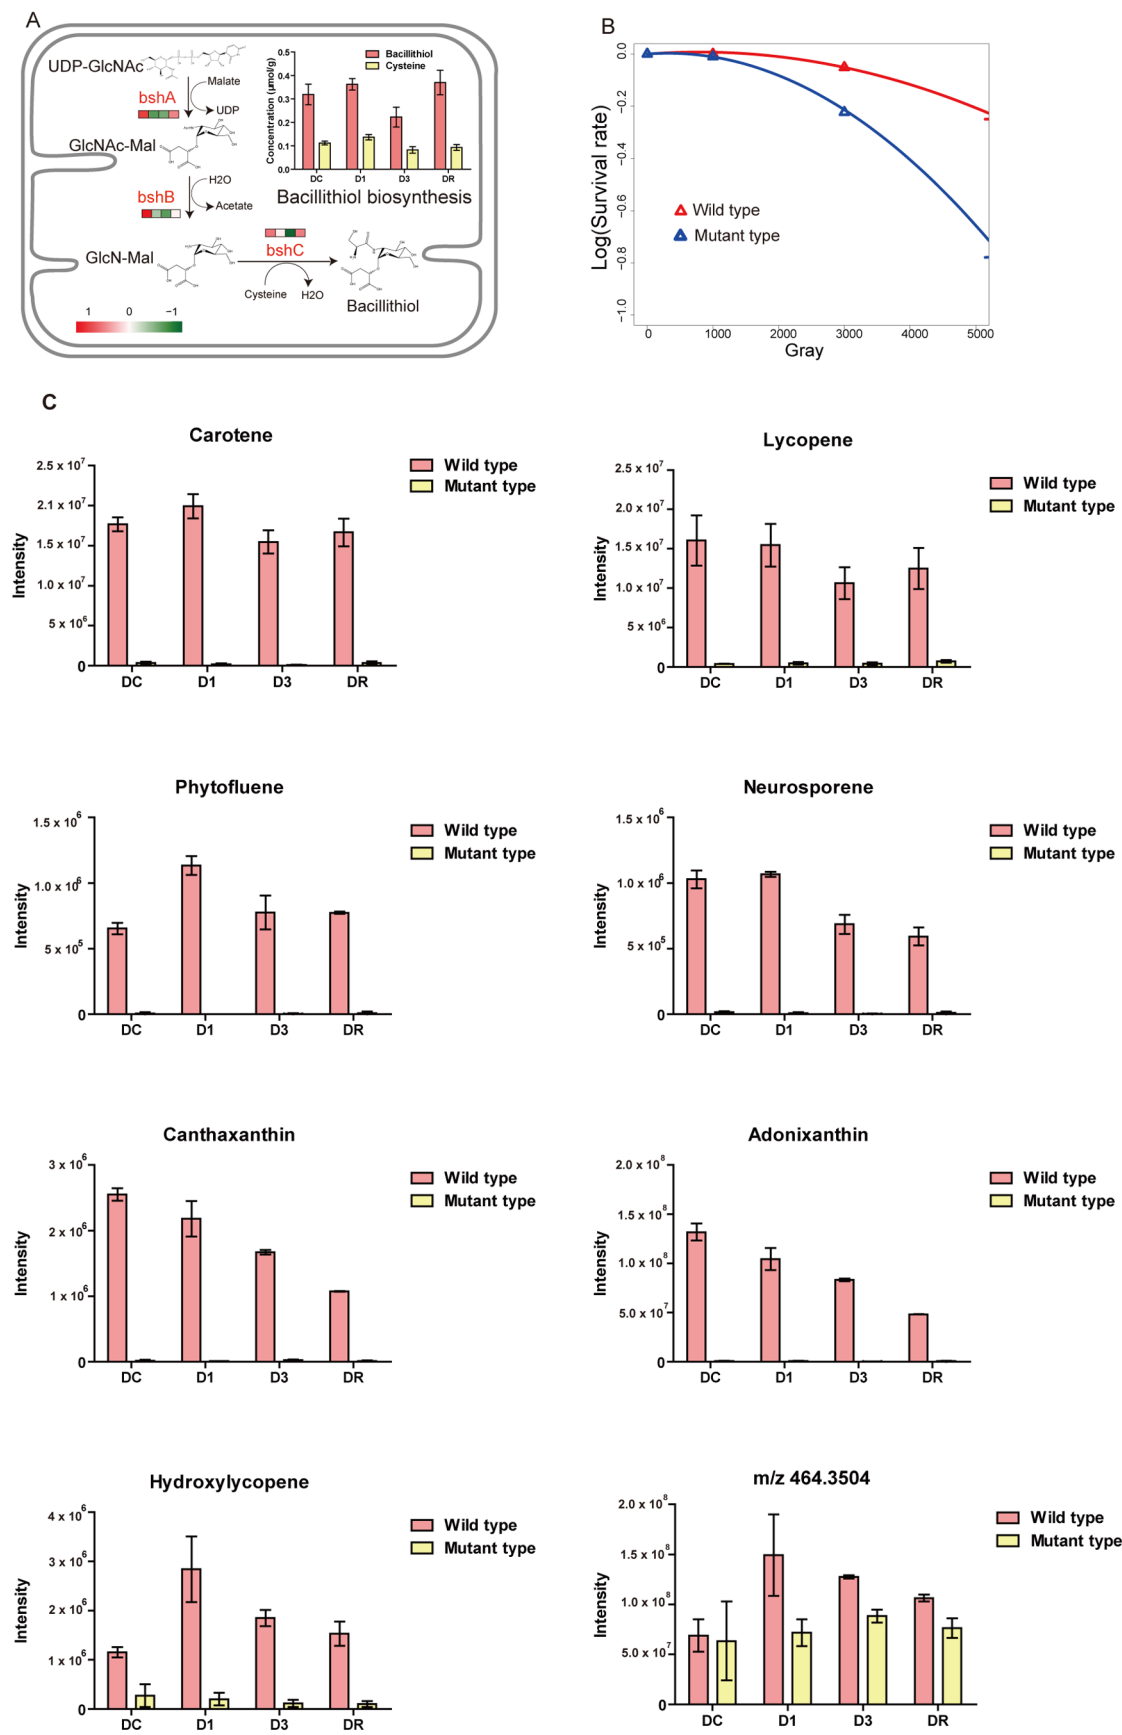 A
UDP-GlcNAc
Malate
bshA
UDP
GlcNAc-Mal
H2O
bshB
Acetate
GlcN-Mal
bshC
Cysteine
H2O
Bacillithiol
1 0 −1
Concentration (μmol/g)
0.5
0.4
0.3
0.2
0.1
0.0
Bacillithiol
Cysteine
DC D1 D3 DR
Bacillithiol biosynthesis
B
Log(Survival rate)
0.0
−0.2
−0.4
−0.6
−0.8
−1.0
Wild type
Mutant type
0 1000 2000 3000 4000 5000
Gray
C
Carotene
Intensity
2.5 x 10^7
2.1 x 10^7
1.5 x 10^7
1.0 x 10^7
5 x 10^6
0
DC D1 D3 DR
Wild type
Mutant type
Lycopene
Intensity
2.5 x 10^7
2.0 x 10^7
1.5 x 10^7
1.0 x 10^7
5 x 10^6
0
DC D1 D3 DR
Wild type
Mutant type
Phytofluene
Intensity
1.5 x 10^6
1.0 x 10^6
5 x 10^5
0
DC D1 D3 DR
Wild type
Mutant type
Neurosporene
Intensity
1.5 x 10^6
1.0 x 10^6
5 x 10^5
0
DC D1 D3 DR
Wild type
Mutant type
Canthaxanthin
Intensity
3 x 10^6
2 x 10^6
1 x 10^6
0
DC D1 D3 DR
Wild type
Mutant type
Adonixanthin
Intensity
2.0 x 10^8
1.5 x 10^8
1.0 x 10^8
5.0 x 10^7
0
DC D1 D3 DR
Wild type
Mutant type
Hydroxylycopene
Intensity
4 x 10^6
3 x 10^6
2 x 10^6
1 x 10^6
0
DC D1 D3 DR
Wild type
Mutant type
m/z 464.3504
Intensity
2.0 x 10^8
1.5 x 10^8
1.0 x 10^8
5.0 x 10^7
0
DC D1 D3 DR
Wild type
Mutant type